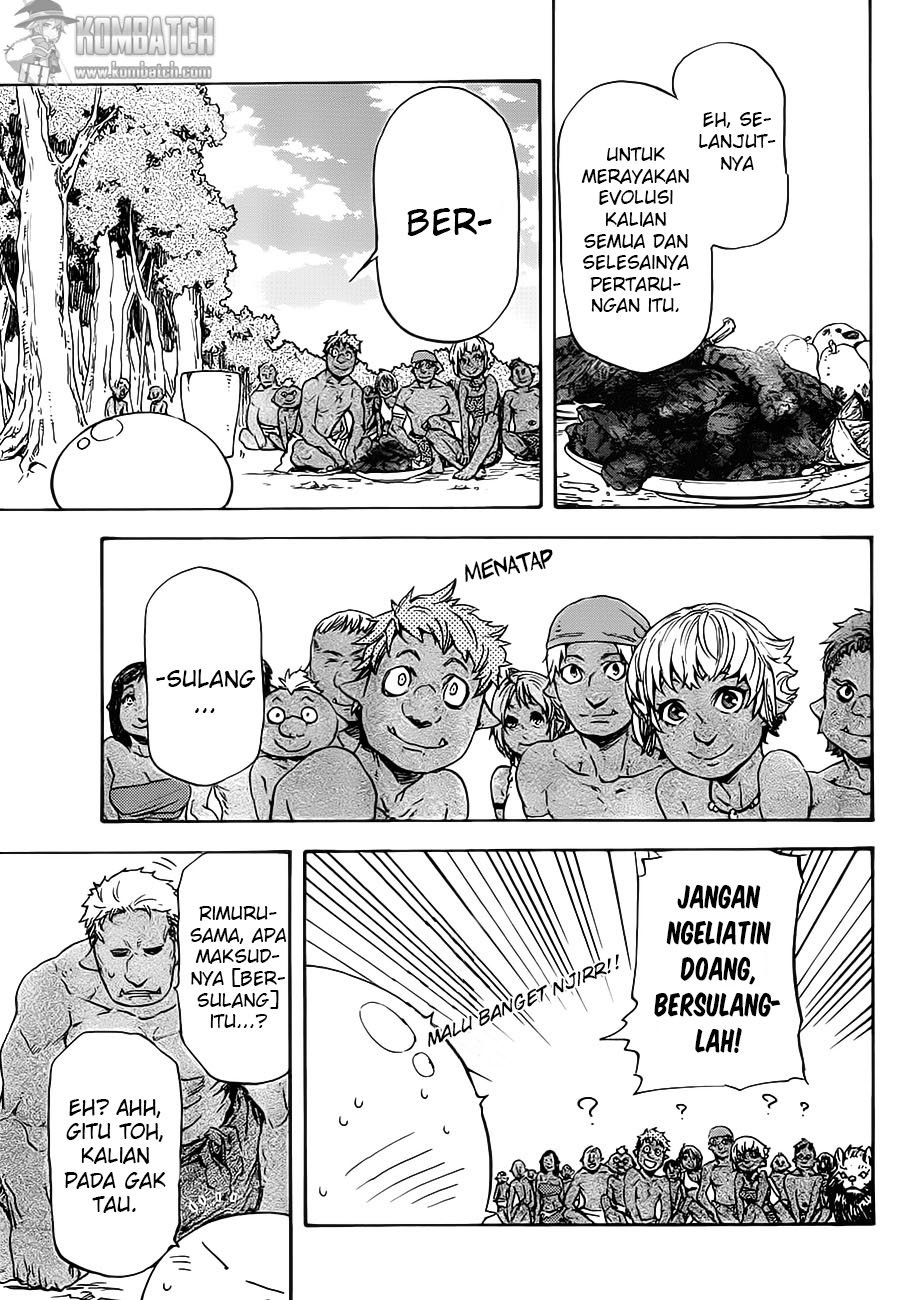 KOMBATCH
www.kombatch.com
EH, SE-
LANJUT-
NYA
UNTUK
MERAYAKAN
EVOLUSI
KALIAN
SEMUA DAN
SELESAINYA
PERTARU-
NGAN ITU.
BER-
MENATAP
-SULANG
...
JANGAN
NGELIATIN
DOANG,
BERSULANG-
LAH!
MALU BANGET NJIRR!!
?
?
?
RIMURU-
SAMA, APA
MAKSUD-
NYA [BER-
SULANG]
ITU...?
EH? AHH,
GITU TOH,
KALIAN
PADA GAK
TAU.